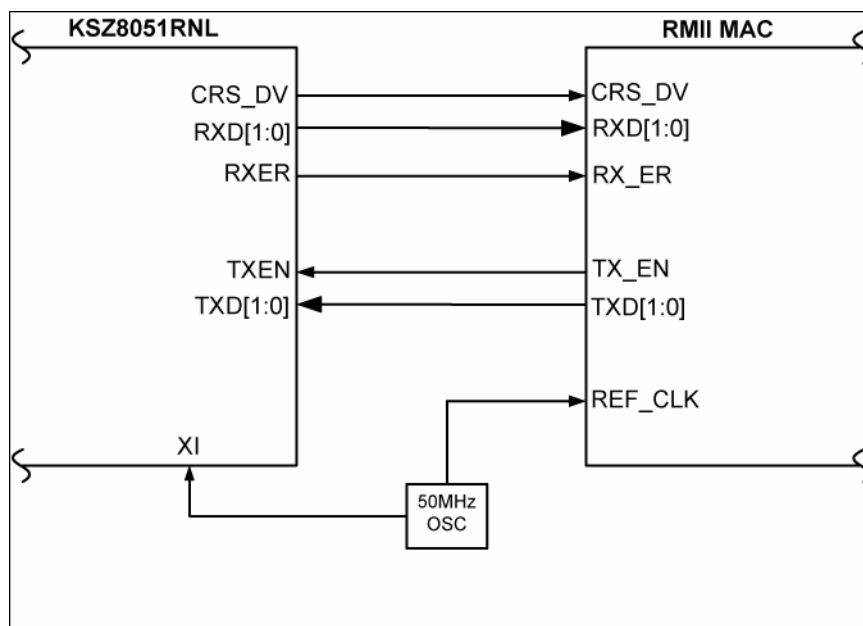 KSZ8051RNL
RMII MAC
CRS_DV
CRS_DV
RXD[1:0]
RXD[1:0]
RXER
RX_ER
TXEN
TX_EN
TXD[1:0]
TXD[1:0]
REF_CLK
XI
50MHz
OSC